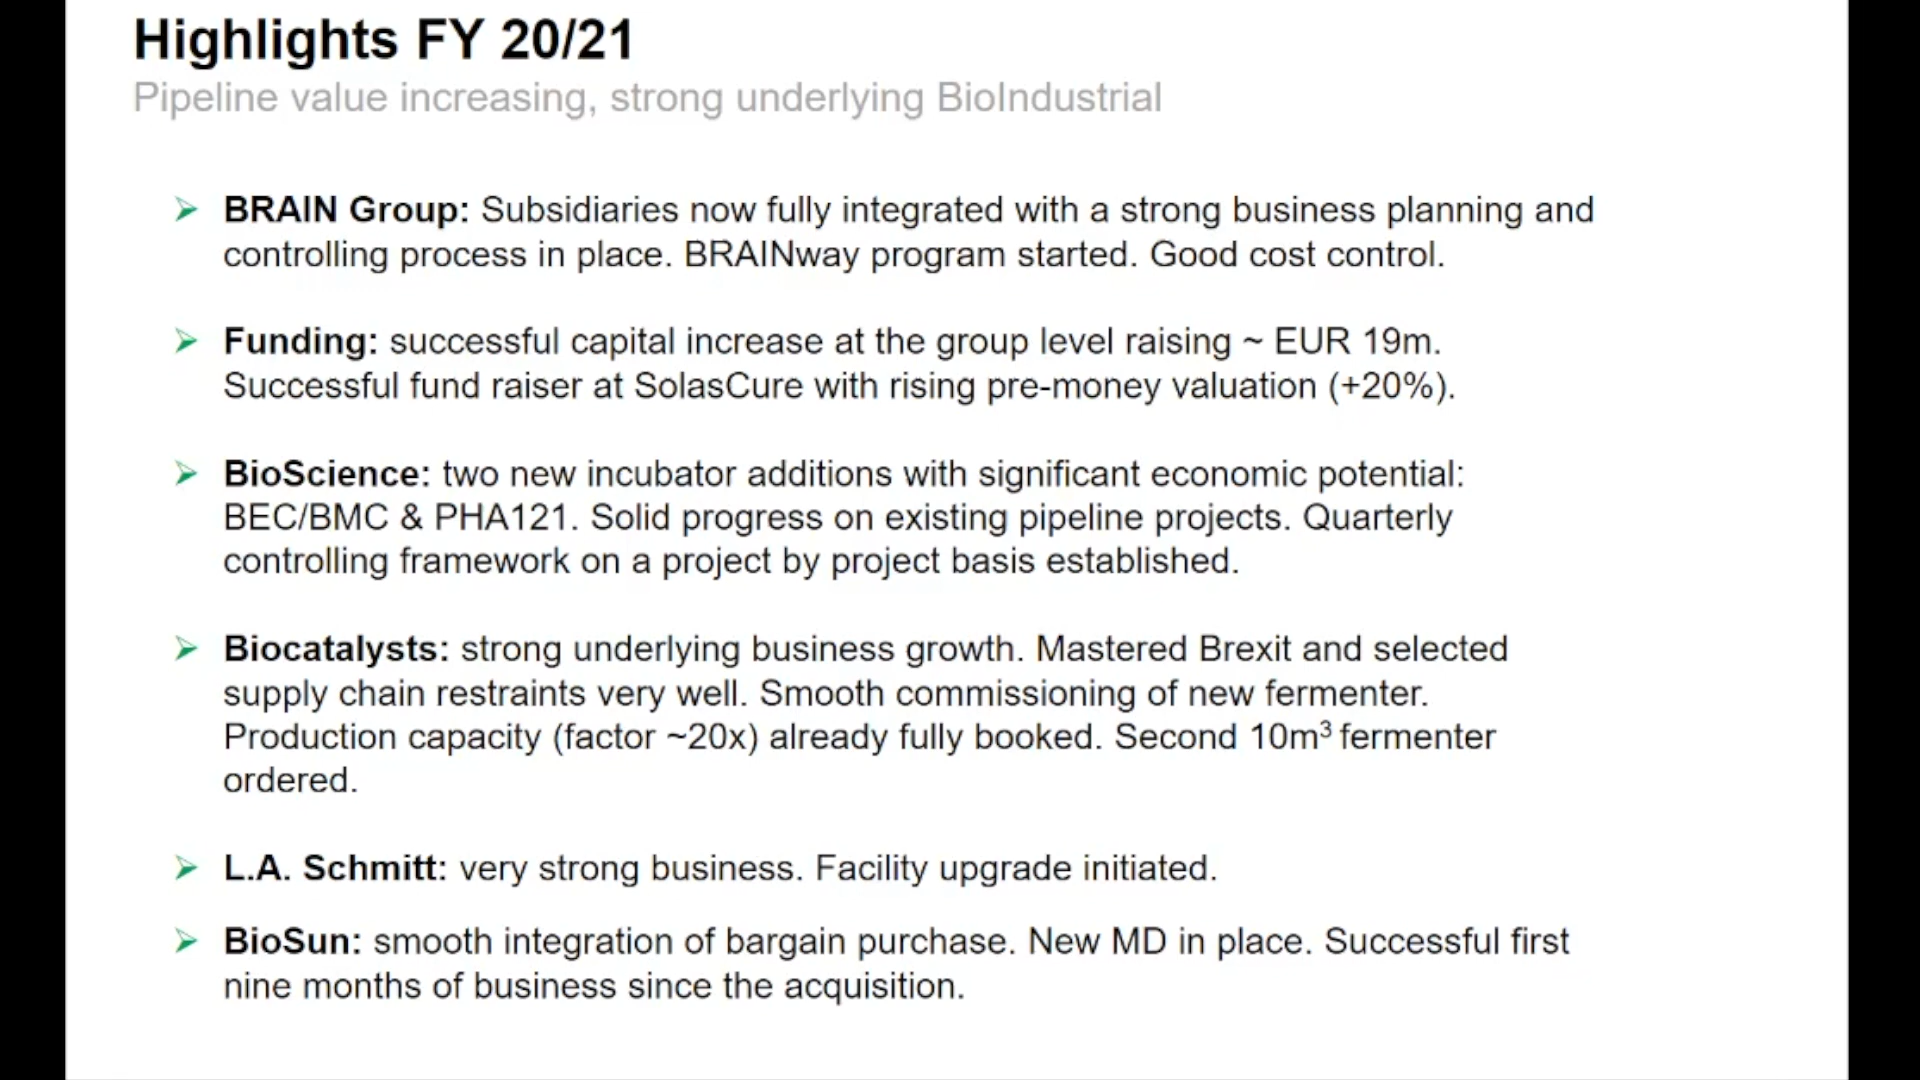 Highlights FY 20/21
Pipeline value increasing, strong underlying BioIndustrial
BRAIN Group: Subsidiaries now fully integrated with a strong business planning and
controlling process in place. BRAINway program started. Good cost control.
Funding: successful capital increase at the group level raising ~ EUR 19m.
Successful fund raiser at SolasCure with rising pre-money valuation (+20%).
BioScience: two new incubator additions with significant economic potential:
BEC/BMC & PHA121. Solid progress on existing pipeline projects. Quarterly
controlling framework on a project by project basis established.
Biocatalysts: strong underlying business growth. Mastered Brexit and selected
supply chain restraints very well. Smooth commissioning of new fermenter.
Production capacity (factor ~20x) already fully booked. Second 10m³ fermenter
ordered.
L.A. Schmitt: very strong business. Facility upgrade initiated.
BioSun: smooth integration of bargain purchase. New MD in place. Successful first
nine months of business since the acquisition.